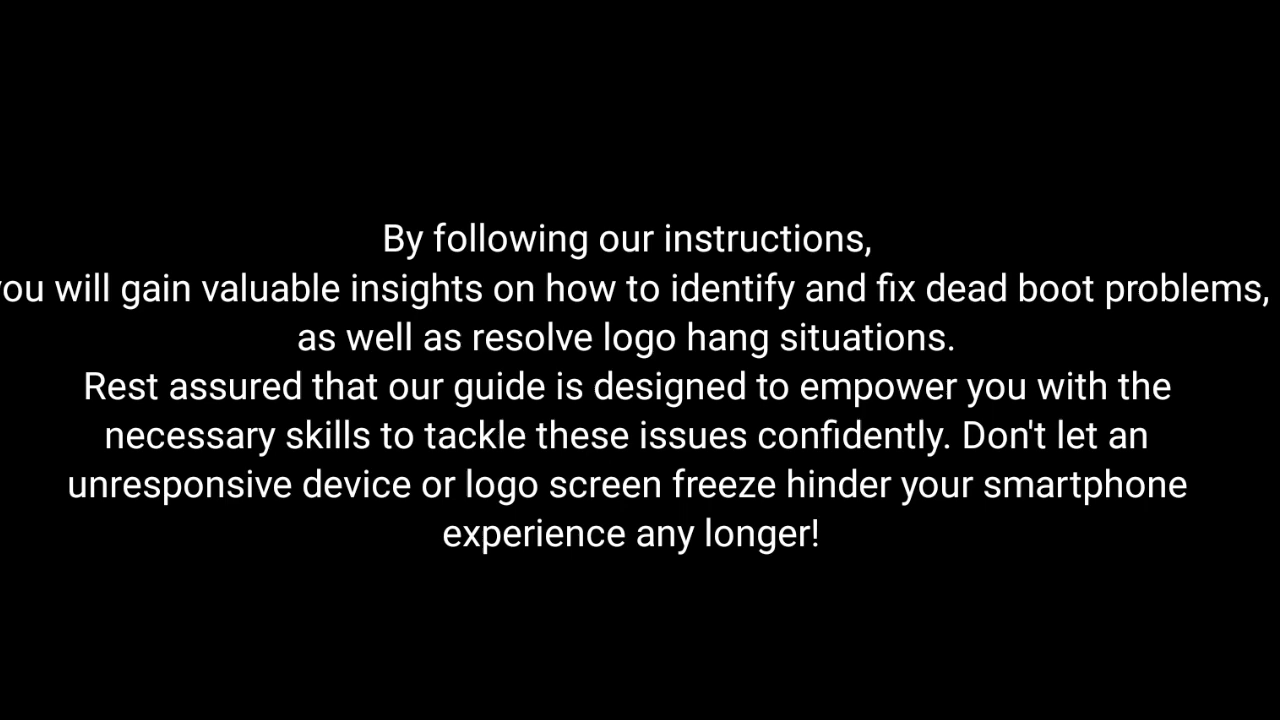 By following our instructions,
you will gain valuable insights on how to identify and fix dead boot problems,
as well as resolve logo hang situations.
Rest assured that our guide is designed to empower you with the
necessary skills to tackle these issues confidently. Don't let an
unresponsive device or logo screen freeze hinder your smartphone
experience any longer!